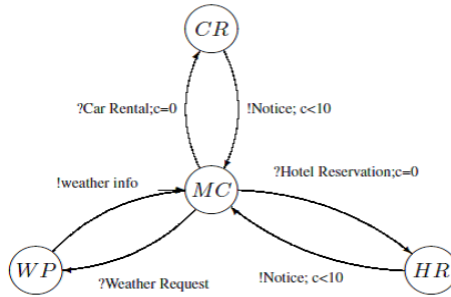 CR
?Car Rental;c=0
!Notice; c<10
!weather info
MC
?Hotel Reservation;c=0
WP
?Weather Request
!Notice; c<10
HR